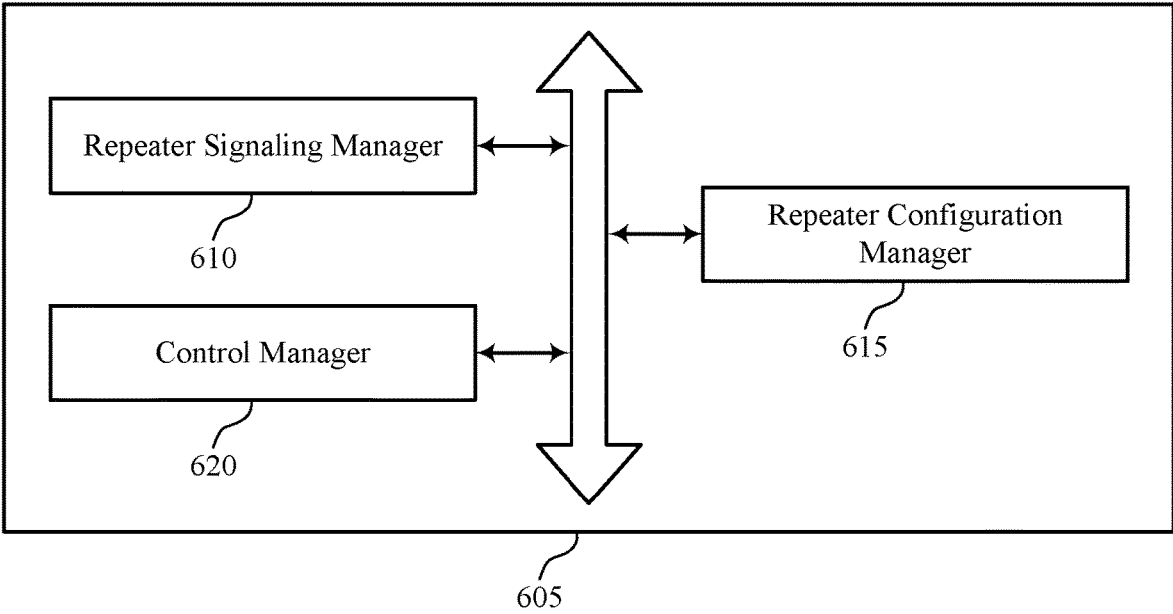 Repeater Signaling Manager
610
Repeater Configuration
Manager
615
Control Manager
620
605